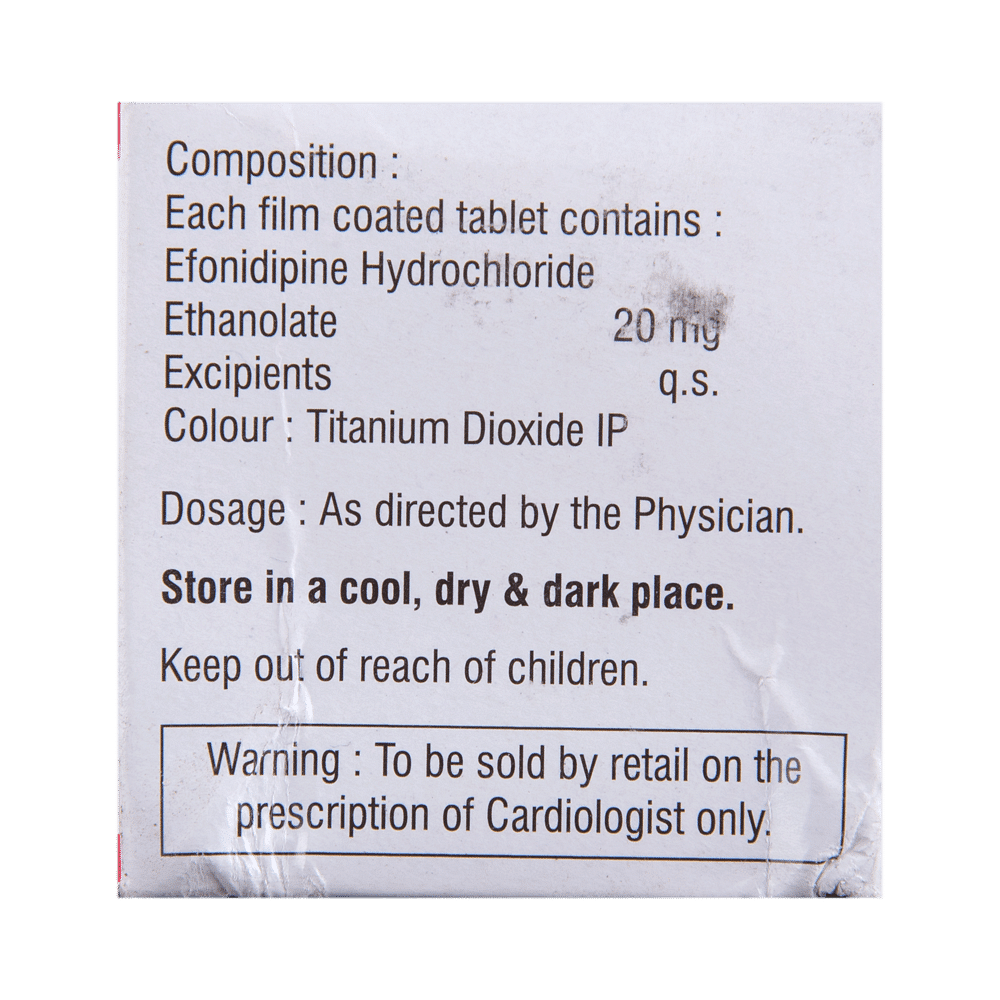 Composition :
Each film coated tablet contains :
Efonidipine Hydrochloride
Ethanolate 20 mg
Excipients q.s.
Colour : Titanium Dioxide IP
Dosage : As directed by the Physician.
Store in a cool, dry & dark place.
Keep out of reach of children.
Warning : To be sold by retail on the
prescription of Cardiologist only.